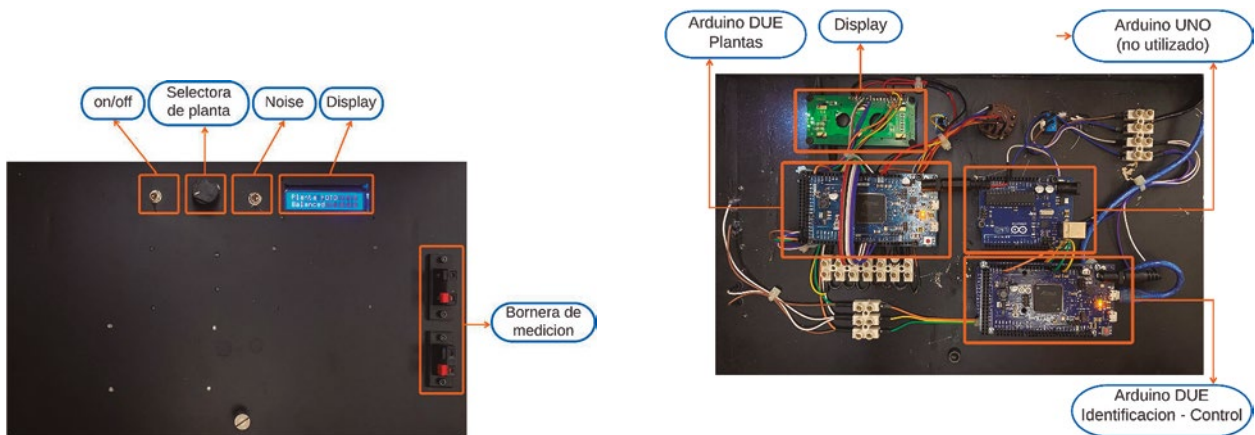 on/off
Selectora
de planta
Noise
Display
Planta FOTO
Balanced
Bornera de
medicion
Arduino DUE
Plantas
Display
Arduino UNO
(no utilizado)
Arduino DUE
Identificacion - Control